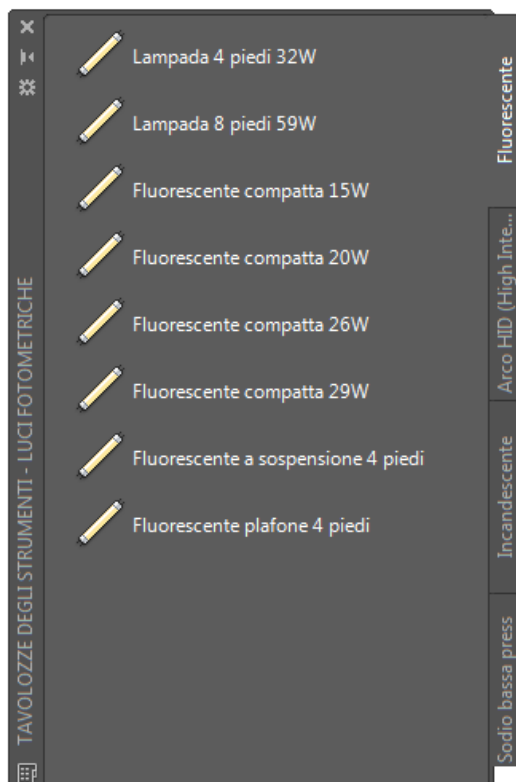 Lampada 4 piedi 32W
Lampada 8 piedi 59W
Fluorescente compatta 15W
Fluorescente compatta 20W
Fluorescente compatta 26W
Fluorescente compatta 29W
Fluorescente a sospensione 4 piedi
Fluorescente plafone 4 piedi
TAVOLOZZE DEGLI STRUMENTI - LUCI FOTOMETRICHE
Fluorescente
Arco HID (High Inte...
Incandescente
Sodio bassa press